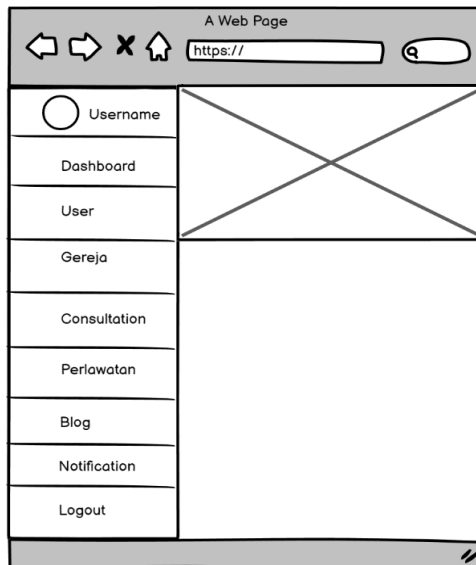 A Web Page
https://
Username
Dashboard
User
Gereja
Consultation
Perlawatan
Blog
Notification
Logout